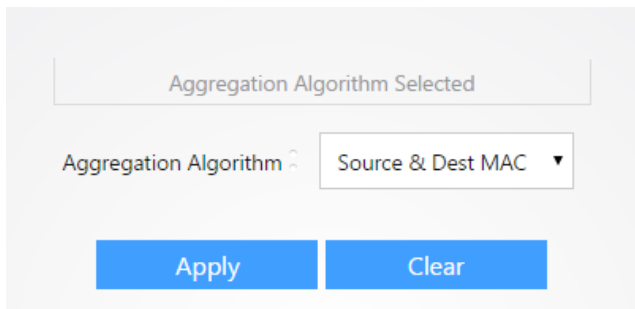 Aggregation Algorithm Selected
Aggregation Algorithm : Source & Dest MAC
Apply Clear